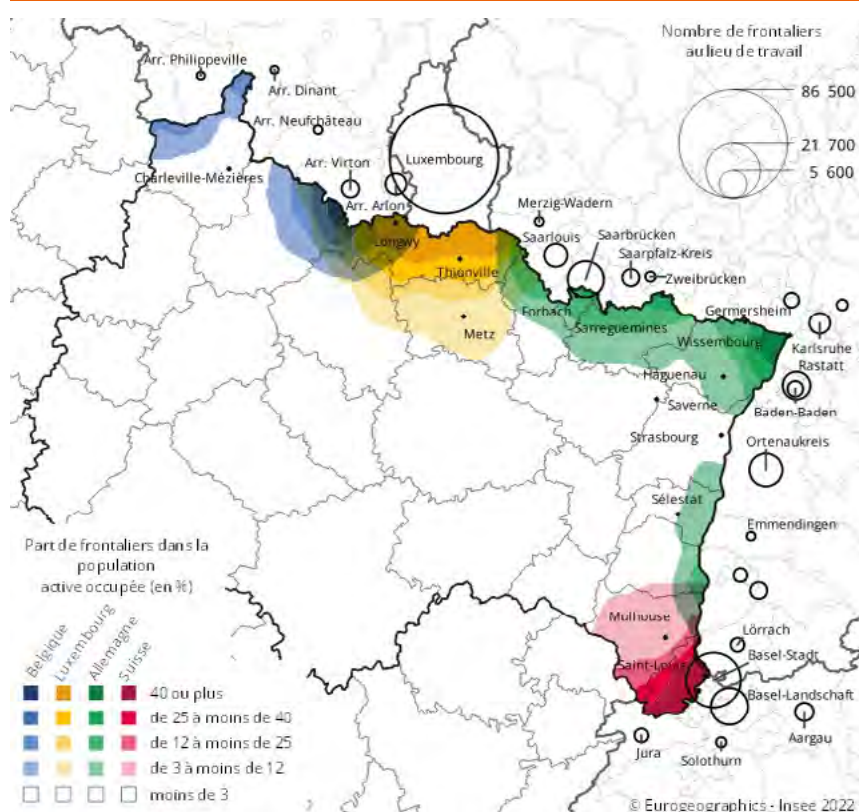 Nombre de frontaliers
au lieu de travail
86 500
21 700
5 600
Arr. Philippeville
Arr. Dinant
Arr. Neufchâteau
Charleville-Mézières
Arr. Virton
Luxembourg
Arr. Arlon
Merzig-Wadern
Longwy
Saarlouis
Saarbrücken
Saarpfalz-Kreis
Thionville
Zweibrücken
Forbach
Sarreguemines
Germersheim
Metz
Wissembourg
Karlsruhe
Rastatt
Haguenau
Baden-Baden
Saverne
Strasbourg
Ortenaukreis
Sélestat
Emmendingen
Mulhouse
Lörrach
Saint-Louis
Basel-Stadt
Basel-Landschaft
Aargau
Jura
Solothurn
Part de frontaliers dans la
population
active occupée (en %)
Belgique
Luxembourg
Allemagne
Suisse
40 ou plus
de 25 à moins de 40
de 12 à moins de 25
de 3 à moins de 12
moins de 3
© Eurogeographics - Insee 2022